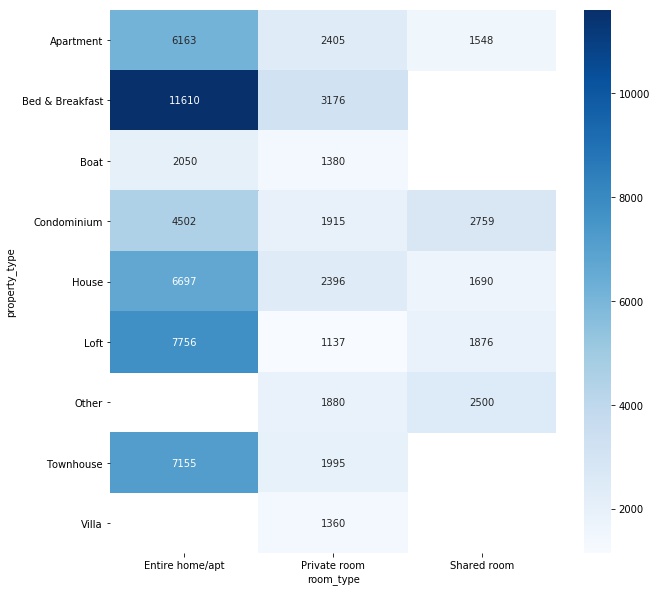 Apartment 6163 2405 1548
Bed & Breakfast 11610 3176
Boat 2050 1380
Condominium 4502 1915 2759
House 6697 2396 1690
Loft 7756 1137 1876
Other 1880 2500
Townhouse 7155 1995
Villa 1360
property_type
Entire home/apt Private room Shared room
room_type
10000
8000
6000
4000
2000